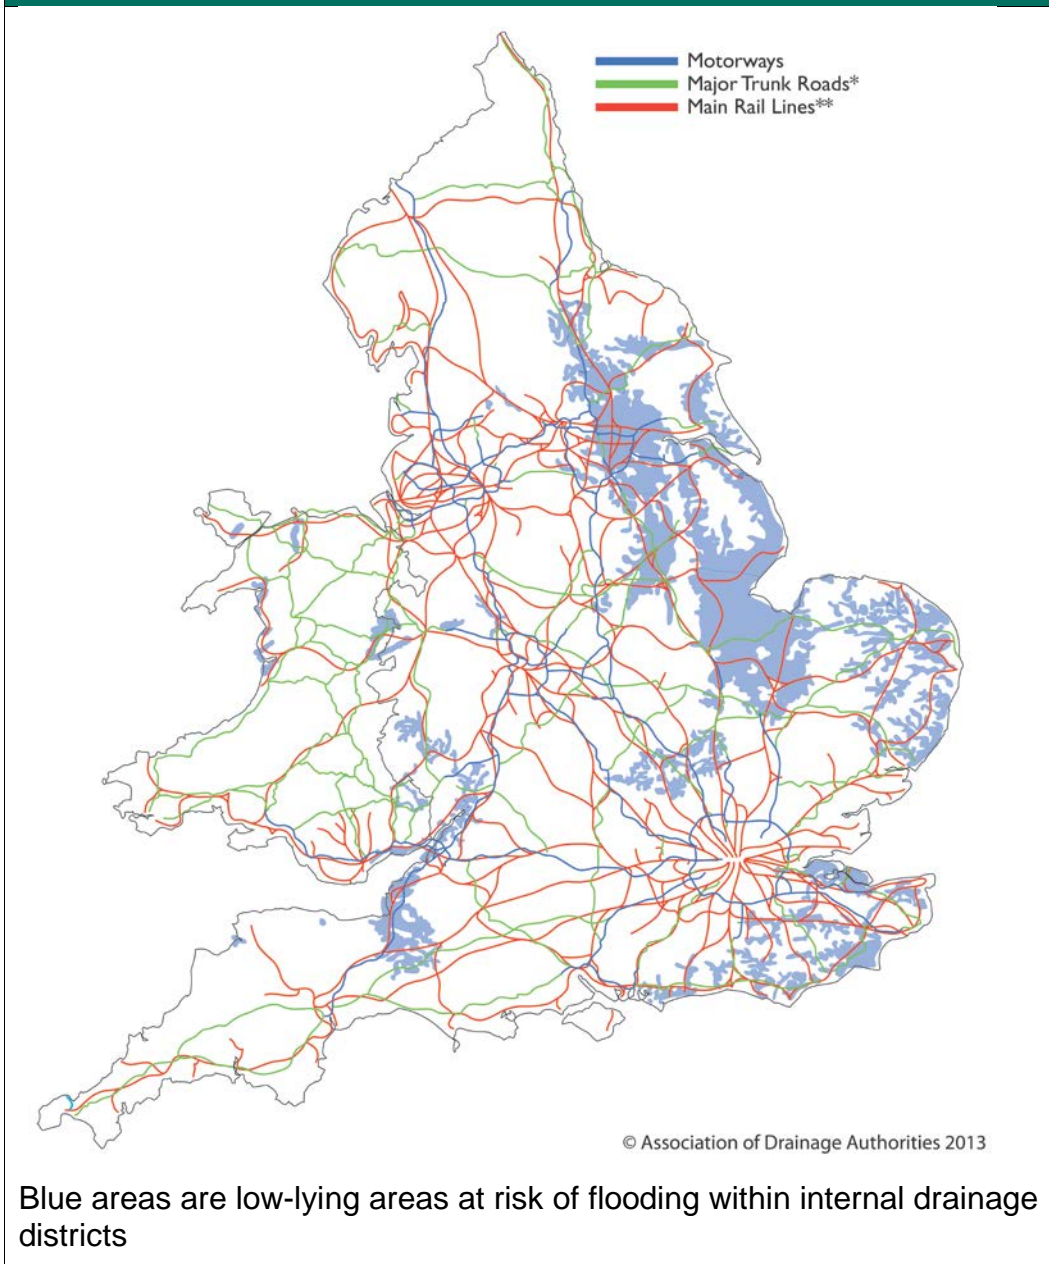 Motorways
Major Trunk Roads*
Main Rail Lines**
© Association of Drainage Authorities 2013
Blue areas are low-lying areas at risk of flooding within internal drainage
districts